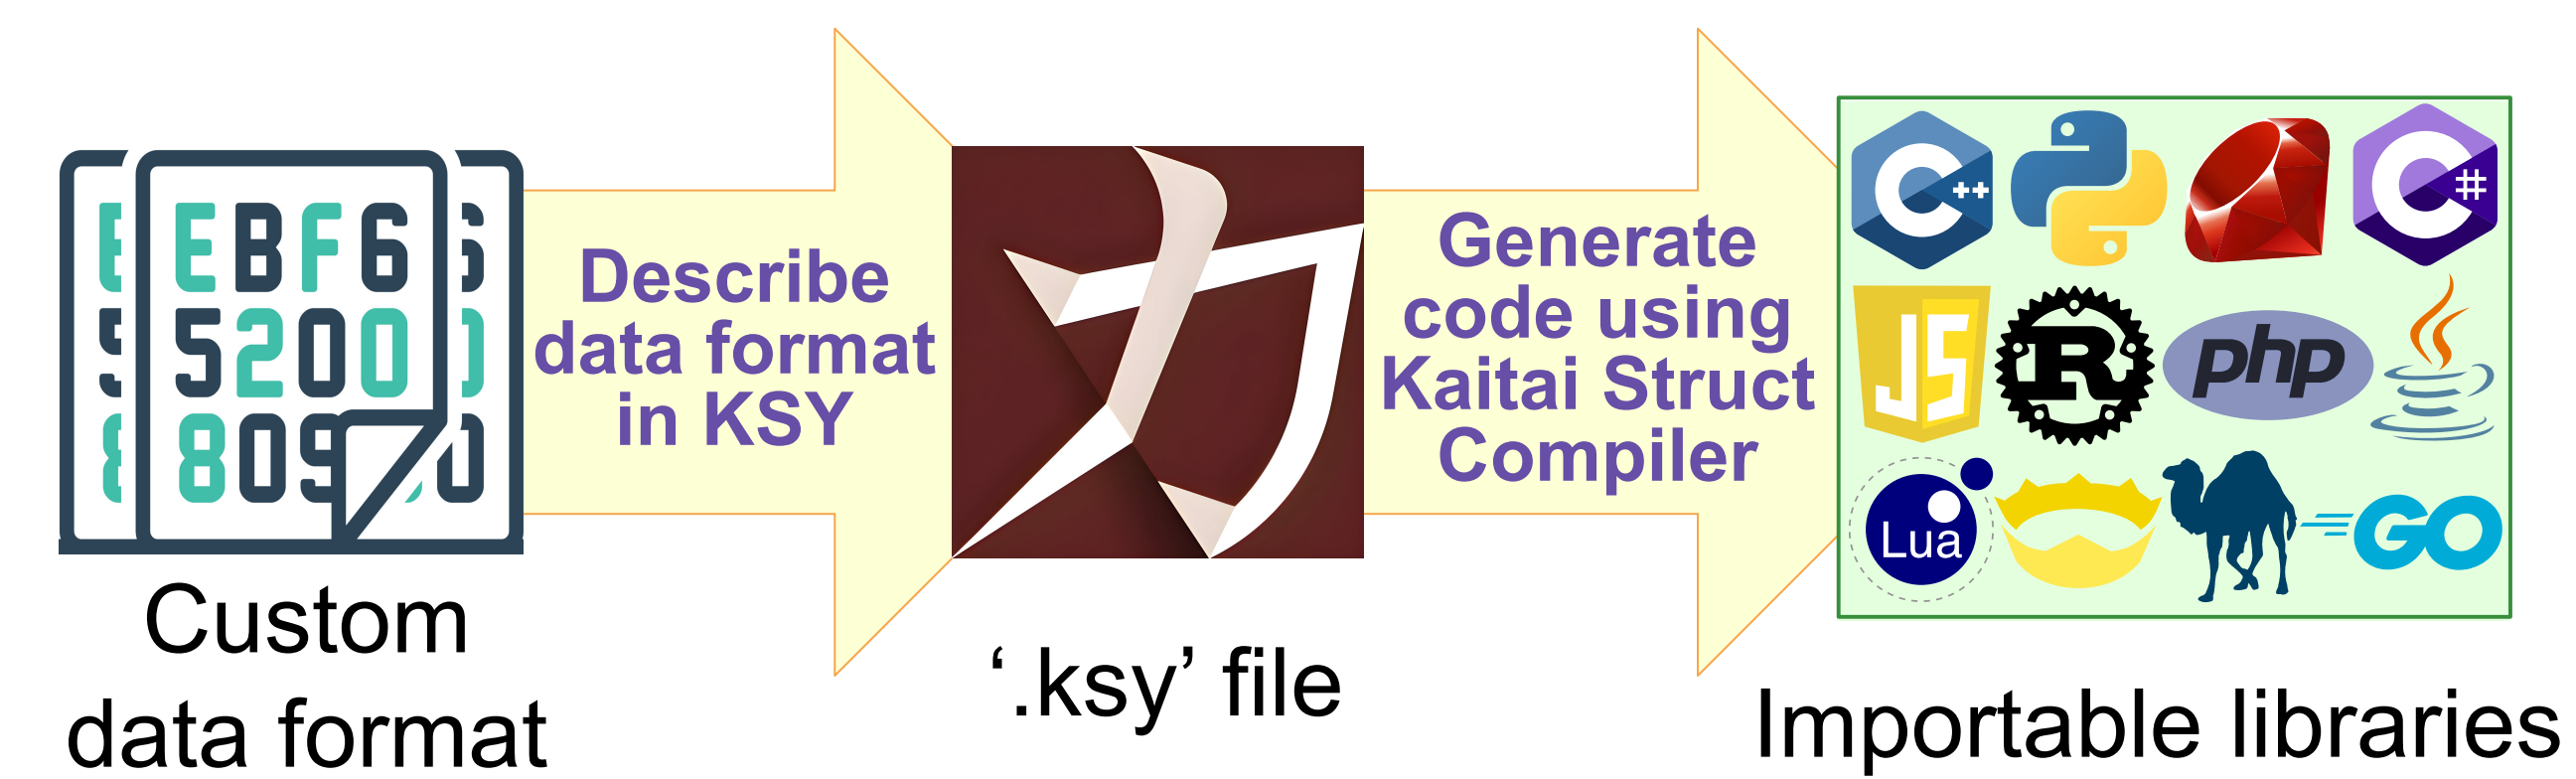 EBF6
5200
809
Custom
data format
Describe
data format
in KSY
‘.ksy’ file
Generate
code using
Kaitai Struct
Compiler
C++
C#
JS
R
php
Lua
GO
Importable libraries